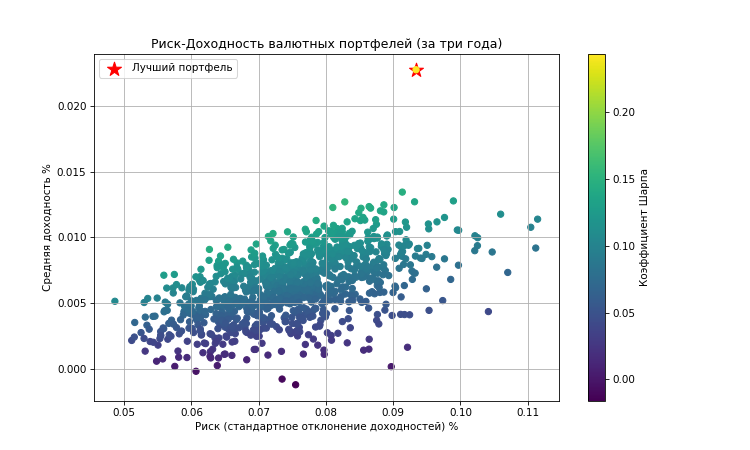 Риск-Доходность валютных портфелей (за три года)
Лучший портфель
Средняя доходность %
0.020
0.015
0.010
0.005
0.000
0.05 0.06 0.07 0.08 0.09 0.10 0.11
Риск (стандартное отклонение доходностей) %
0.20
0.15
0.10
0.05
0.00
Коэффициент Шарпа